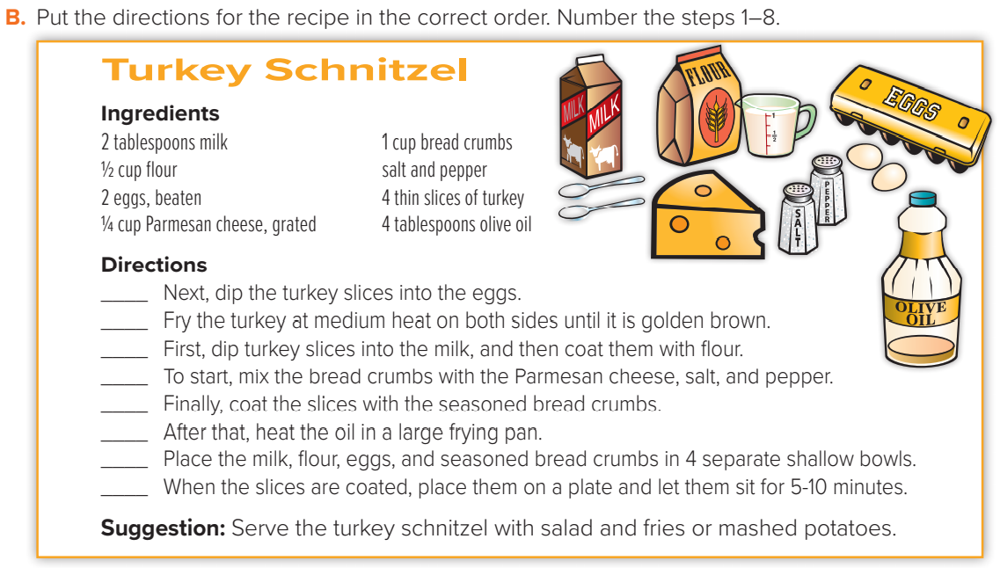 B. Put the directions for the recipe in the correct order. Number the steps 1–8.
Turkey Schnitzel
Ingredients
2 tablespoons milk
½ cup flour
2 eggs, beaten
¼ cup Parmesan cheese, grated
1 cup bread crumbs
salt and pepper
4 thin slices of turkey
4 tablespoons olive oil
MILK
MILK
FLOUR
1
½
EGGS
SALT
PEPPER
OLIVE
OIL
Directions
_____ Next, dip the turkey slices into the eggs.
_____ Fry the turkey at medium heat on both sides until it is golden brown.
_____ First, dip turkey slices into the milk, and then coat them with flour.
_____ To start, mix the bread crumbs with the Parmesan cheese, salt, and pepper.
_____ Finally, coat the slices with the seasoned bread crumbs.
_____ After that, heat the oil in a large frying pan.
_____ Place the milk, flour, eggs, and seasoned bread crumbs in 4 separate shallow bowls.
_____ When the slices are coated, place them on a plate and let them sit for 5-10 minutes.
Suggestion: Serve the turkey schnitzel with salad and fries or mashed potatoes.